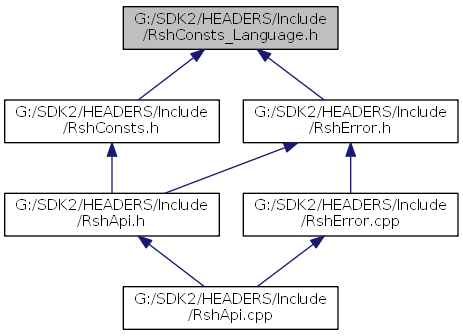 G:/SDK2/HEADERS/Include
/RshConsts_Language.h
G:/SDK2/HEADERS/Include
/RshConsts.h
G:/SDK2/HEADERS/Include
/RshError.h
G:/SDK2/HEADERS/Include
/RshApi.h
G:/SDK2/HEADERS/Include
/RshError.cpp
G:/SDK2/HEADERS/Include
/RshApi.cpp